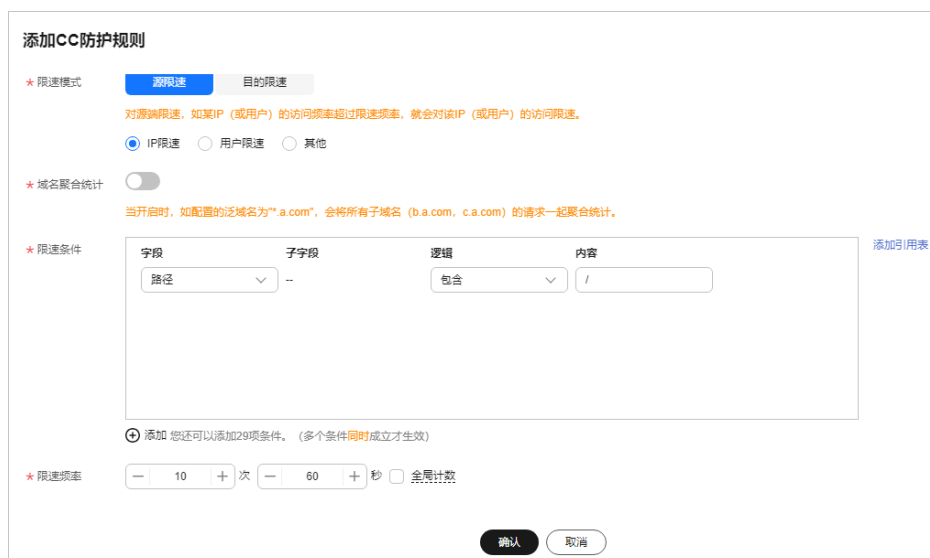 添加CC防护规则
* 限速模式 源限速 目的限速
对源端限速，如某IP（或用户）的访问频率超过限速频率，就会对该IP（或用户）的访问限速。
IP限速 用户限速 其他
* 域名聚合统计
当开启时，如配置的泛域名为"*.a.com"，会将所有子域名（b.a.com，c.a.com）的请求一起聚合统计。
* 限速条件 添加引用表
字段 子字段 逻辑 内容
路径 -- 包含 /
添加 您还可以添加29项条件。（多个条件同时成立才生效）
* 限速频率 － 10 ＋ 次 － 60 ＋ 秒 全局计数
确认 取消